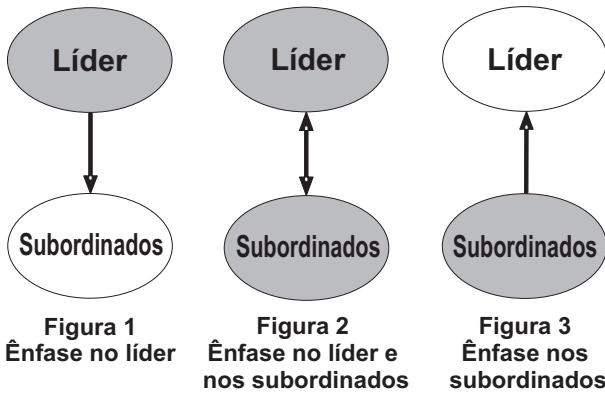 Líder
Subordinados
Figura 1
Ênfase no líder
Líder
Subordinados
Figura 2
Ênfase no líder e
nos subordinados
Líder
Subordinados
Figura 3
Ênfase nos
subordinados